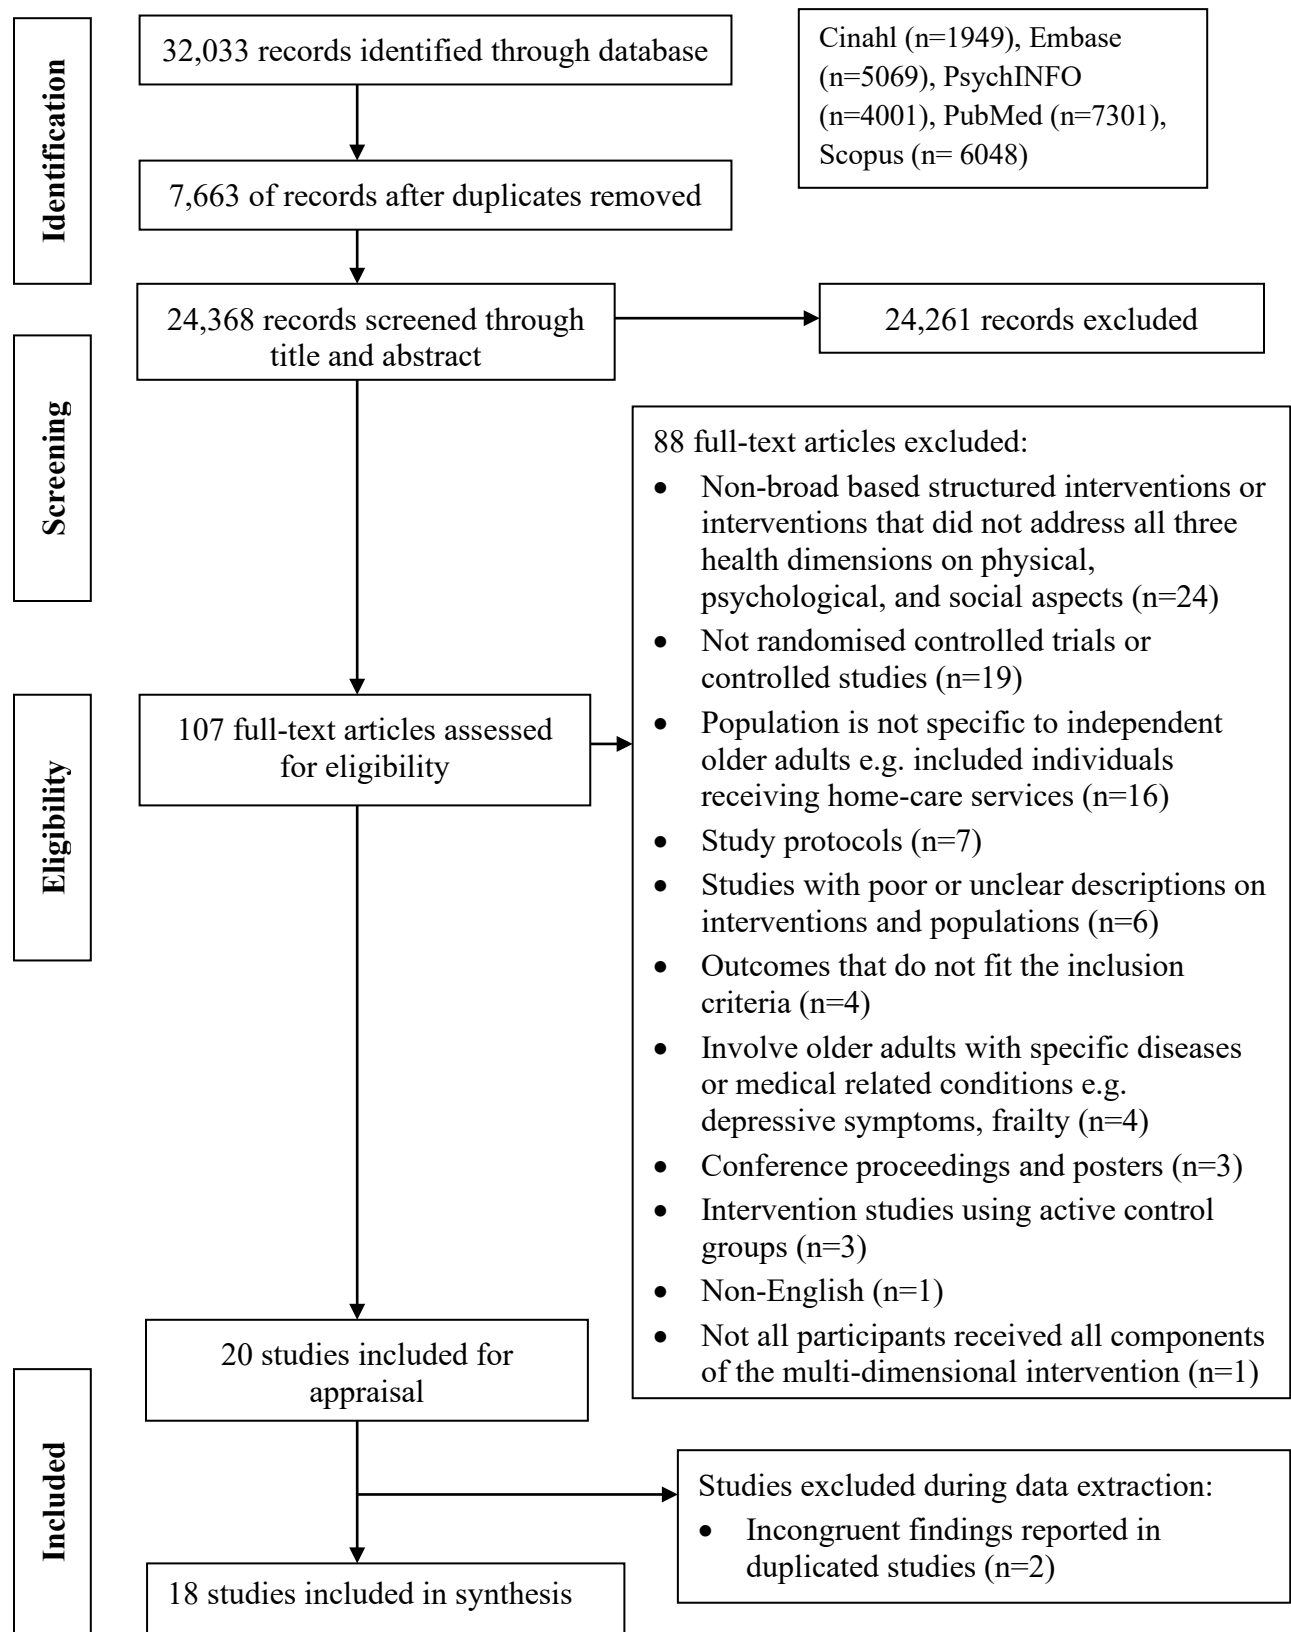 Identification
32,033 records identified through database
Cinahl (n=1949), Embase
(n=5069), PsychINFO
(n=4001), PubMed (n=7301),
Scopus (n= 6048)
7,663 of records after duplicates removed
24,368 records screened through
title and abstract
24,261 records excluded
Screening
88 full-text articles excluded:
• Non-broad based structured interventions or
interventions that did not address all three
health dimensions on physical,
psychological, and social aspects (n=24)
• Not randomised controlled trials or
controlled studies (n=19)
• Population is not specific to independent
older adults e.g. included individuals
receiving home-care services (n=16)
• Study protocols (n=7)
• Studies with poor or unclear descriptions on
interventions and populations (n=6)
• Outcomes that do not fit the inclusion
criteria (n=4)
• Involve older adults with specific diseases
or medical related conditions e.g.
depressive symptoms, frailty (n=4)
• Conference proceedings and posters (n=3)
• Intervention studies using active control
groups (n=3)
• Non-English (n=1)
• Not all participants received all components
of the multi-dimensional intervention (n=1)
Eligibility
107 full-text articles assessed
for eligibility
20 studies included for
appraisal
Included
Studies excluded during data extraction:
• Incongruent findings reported in
duplicated studies (n=2)
18 studies included in synthesis